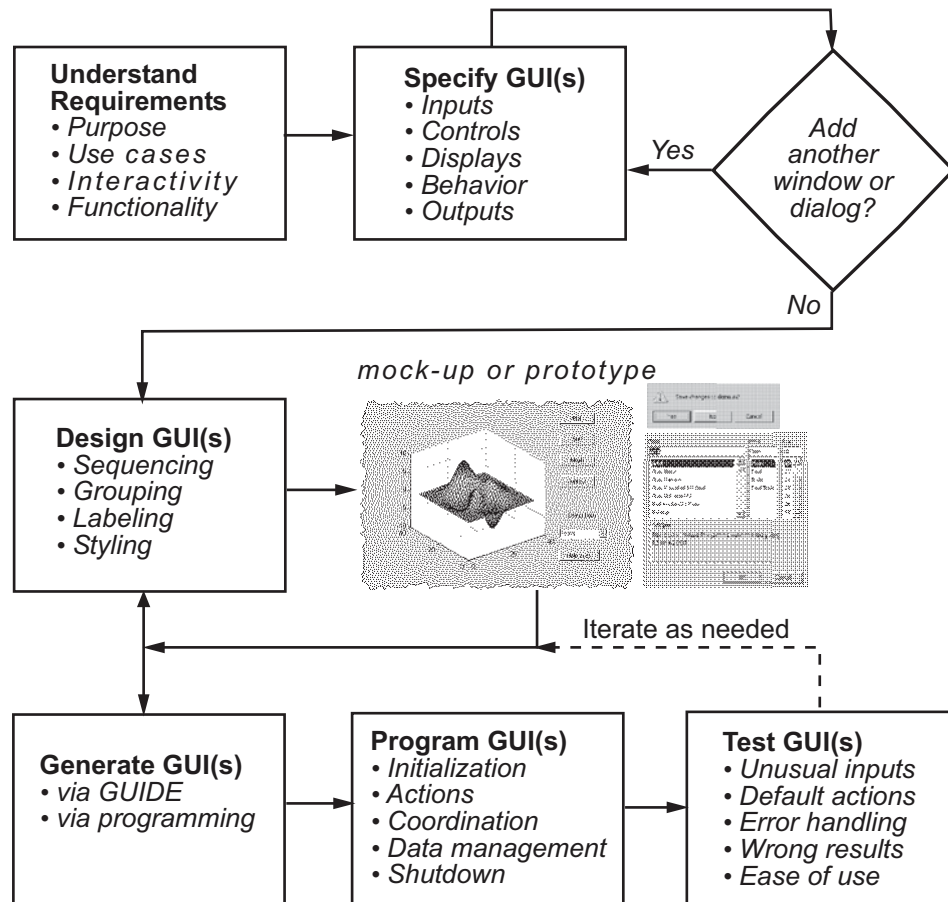 Understand
Requirements
• Purpose
• Use cases
• Interactivity
• Functionality
Specify GUI(s)
• Inputs
• Controls
• Displays
• Behavior
• Outputs
Yes
Add
another
window or
dialog?
No
mock-up or prototype
Design GUI(s)
• Sequencing
• Grouping
• Labeling
• Styling
Cancel
Iterate as needed
Generate GUI(s)
• via GUIDE
• via programming
Program GUI(s)
• Initialization
• Actions
• Coordination
• Data management
• Shutdown
Test GUI(s)
• Unusual inputs
• Default actions
• Error handling
• Wrong results
• Ease of use